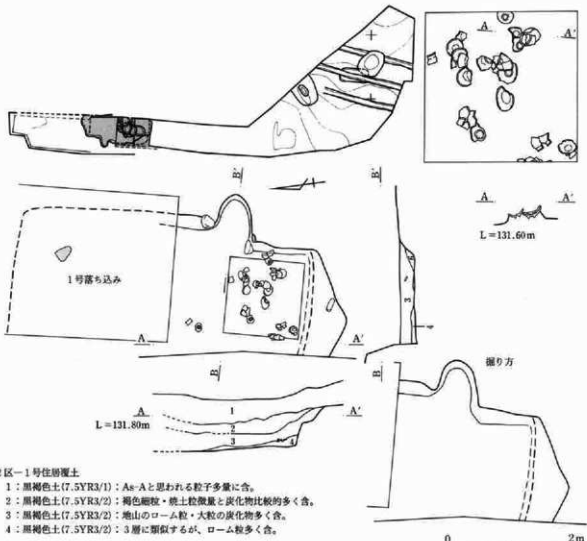 A A'
A A'
L=131.60m
B' B'
1号落ち込み
A A'
B B
掘り方
A A'
L=131.80m
1
2
3 4
3
4
区-1号住居覆土
1:黒褐色土(7.5YR3/1):As-Aと思われる粒子多量に含。
2:黒褐色土(7.5YR3/2):褐色細粒・焼土粒微量と炭化物比較的多く含。
3:黒褐色土(7.5YR3/2):地山のローム粒・大粒の炭化物多く含。
4:黒褐色土(7.5YR3/2):3層に類似するが、ローム粒多く含。
0 2m